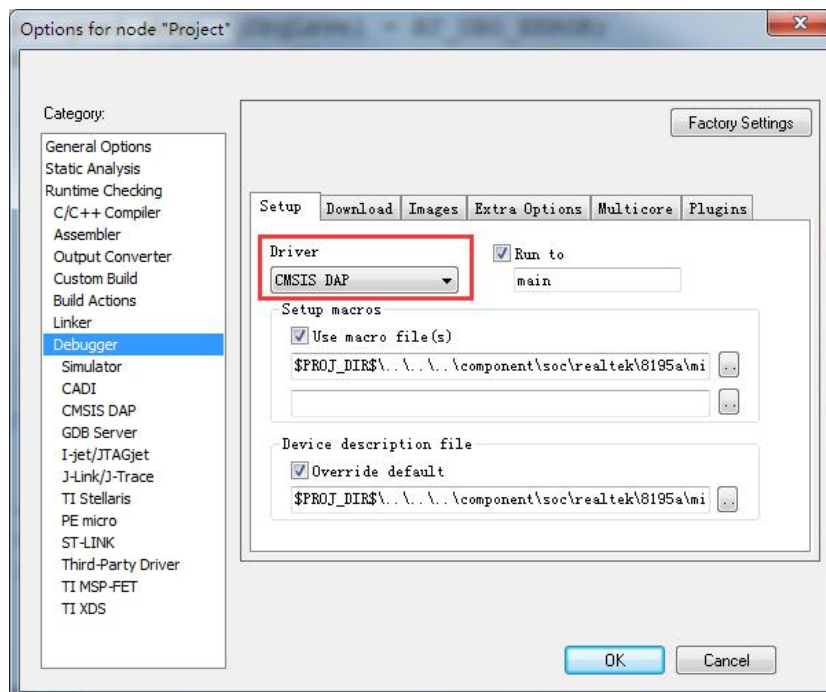 Options for node "Project"
Category:
General Options
Static Analysis
Runtime Checking
C/C++ Compiler
Assembler
Output Converter
Custom Build
Build Actions
Linker
Debugger
Simulator
CADI
CMSIS DAP
GDB Server
I-jet/JTAGjet
J-Link/J-Trace
TI Stellaris
PE micro
ST-LINK
Third-Party Driver
TI MSP-FET
TI XDS
Factory Settings
Setup Download Images Extra Options Multicore Plugins
Driver
CMSIS DAP
Run to
main
Setup macros
Use macro file(s)
$PROJ_DIR$\..\..\..\component\soc\realtek\8195a\mi
..
..
Device description file
Override default
$PROJ_DIR$\..\..\..\component\soc\realtek\8195a\mi
..
OK Cancel